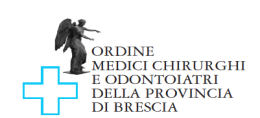 ORDINE
MEDICI CHIRURGHI
E ODONTOIATRI
DELLA PROVINCIA
DI BRESCIA